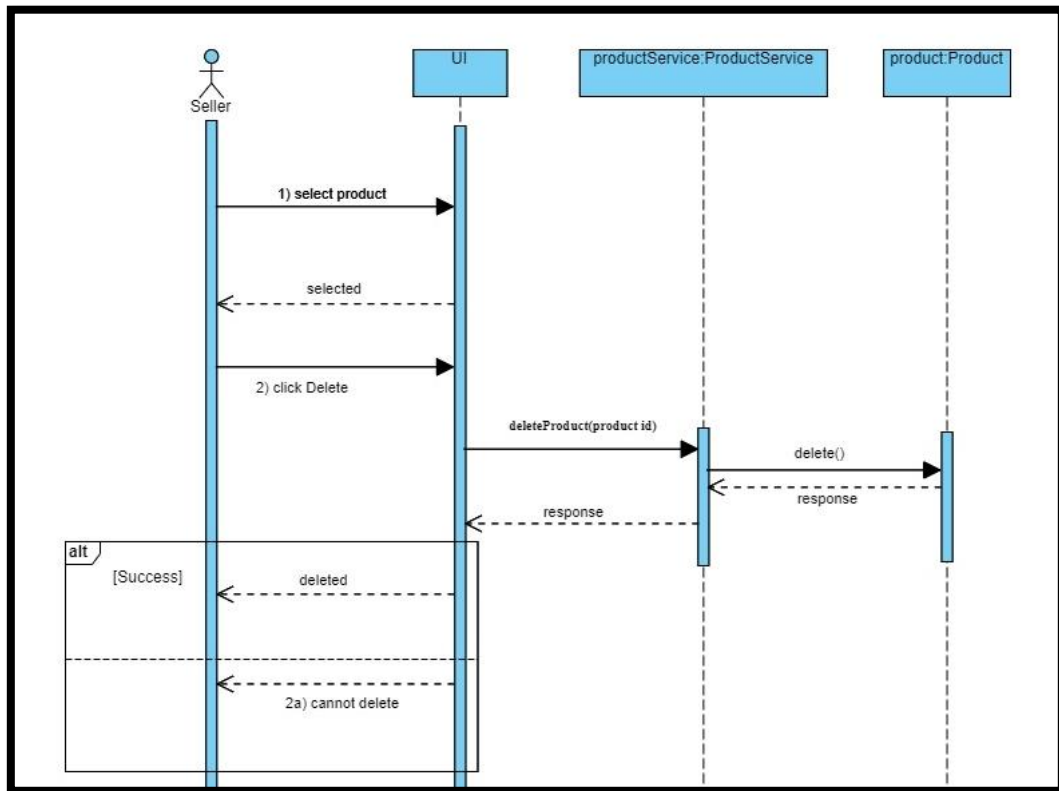 Seller
UI
productService:ProductService
product:Product
1) select product
selected
2) click Delete
deleteProduct(product id)
delete()
response
response
alt
[Success]
deleted
2a) cannot delete